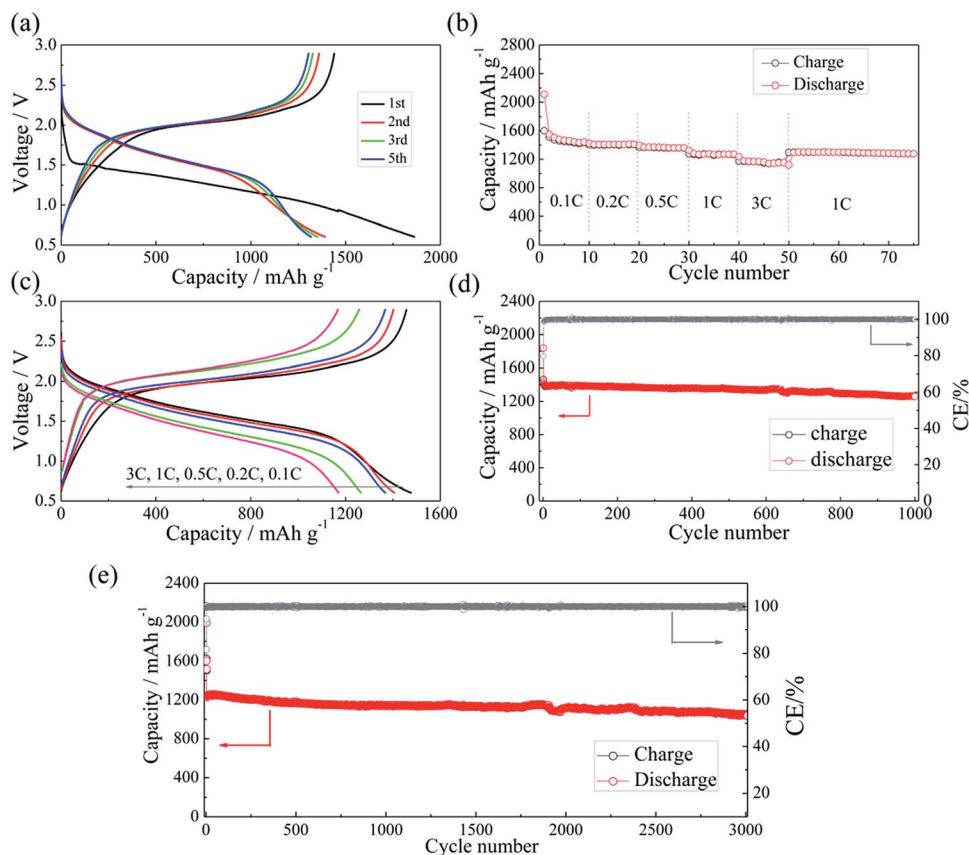 (a)
Voltage / V
3.0
2.5
2.0
1.5
1.0
0.5
1st
2nd
3rd
5th
0
500
1000
1500
2000
Capacity / mAh g-1
(b)
Capacity / mAh g-1
2800
2400
2000
1600
1200
800
400
0
Charge
Discharge
0.1C
0.2C
0.5C
1C
3C
1C
0
10
20
30
40
50
60
70
Cycle number
(c)
Voltage / V
3.0
2.5
2.0
1.5
1.0
0.5
3C, 1C, 0.5C, 0.2C, 0.1C
0
400
800
1200
1600
Capacity / mAh g-1
(d)
Capacity / mAh g-1
2400
2000
1600
1200
800
400
0
charge
discharge
100
80
60
40
20
0
CE/%
0
200
400
600
800
1000
Cycle number
(e)
Capacity / mAh g-1
2400
2000
1600
1200
800
400
0
Charge
Discharge
100
80
60
40
20
CE/%
0
500
1000
1500
2000
2500
3000
Cycle number